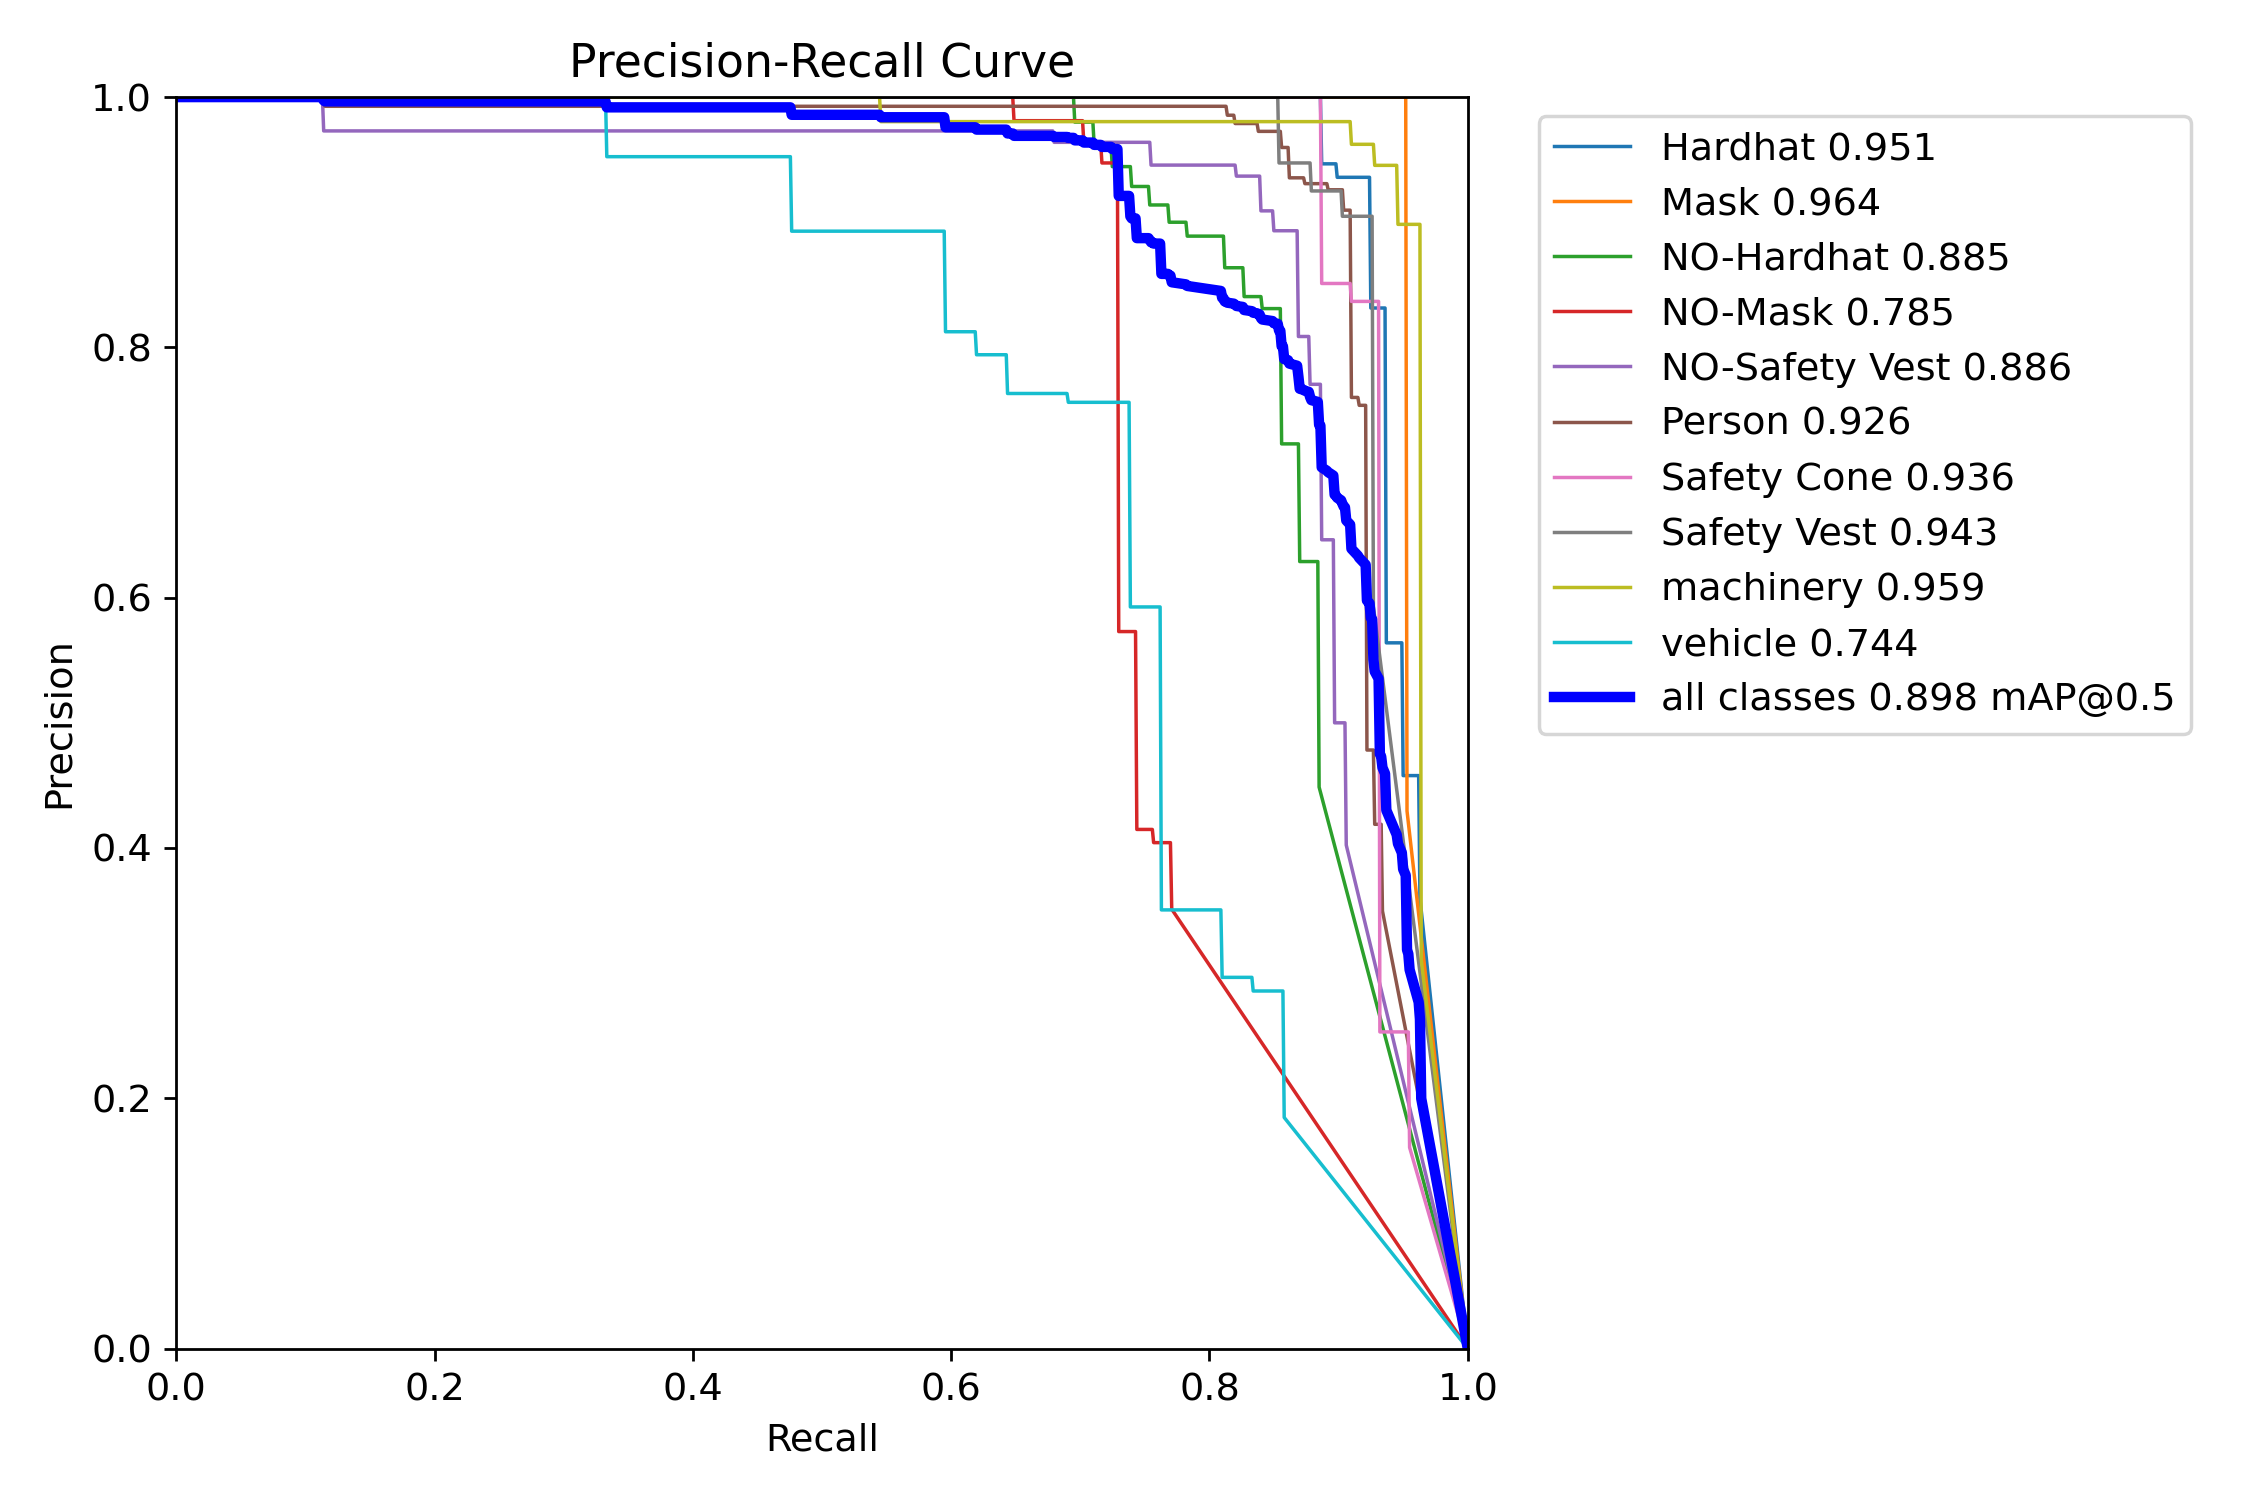 Precision-Recall Curve
1.0
0.8
0.6
0.4
0.2
0.0
Precision
0.0 0.2 0.4 0.6 0.8 1.0
Recall
Hardhat 0.951
Mask 0.964
NO-Hardhat 0.885
NO-Mask 0.785
NO-Safety Vest 0.886
Person 0.926
Safety Cone 0.936
Safety Vest 0.943
machinery 0.959
vehicle 0.744
all classes 0.898 mAP@0.5